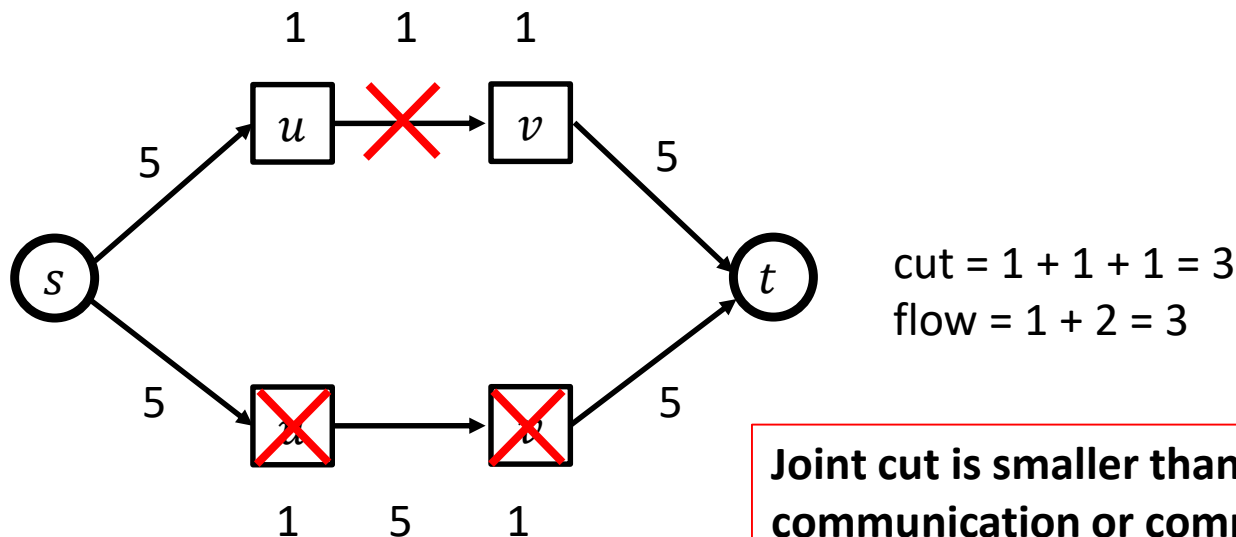 1 1 1
u v
5 5
s t
cut = 1 + 1 + 1 = 3
flow = 1 + 2 = 3
5 5
u v
1 5 1
Joint cut is smaller than
communication or